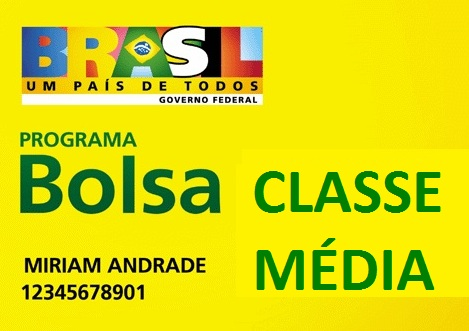 BRASIL
UM PAÍS DE TODOS
GOVERNO FEDERAL
PROGRAMA
Bolsa CLASSE
MÉDIA
MIRIAM ANDRADE
12345678901